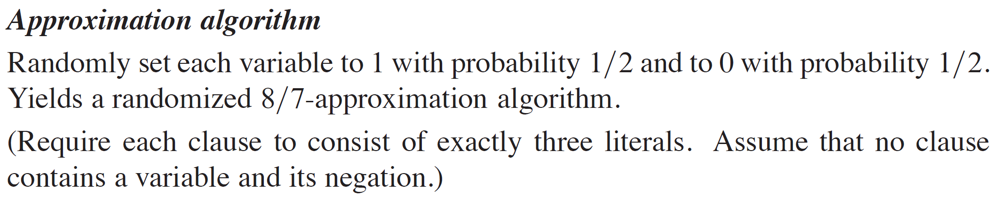 Approximation algorithm
Randomly set each variable to 1 with probability 1/2 and to 0 with probability 1/2.
Yields a randomized 8/7-approximation algorithm.
(Require each clause to consist of exactly three literals. Assume that no clause
contains a variable and its negation.)